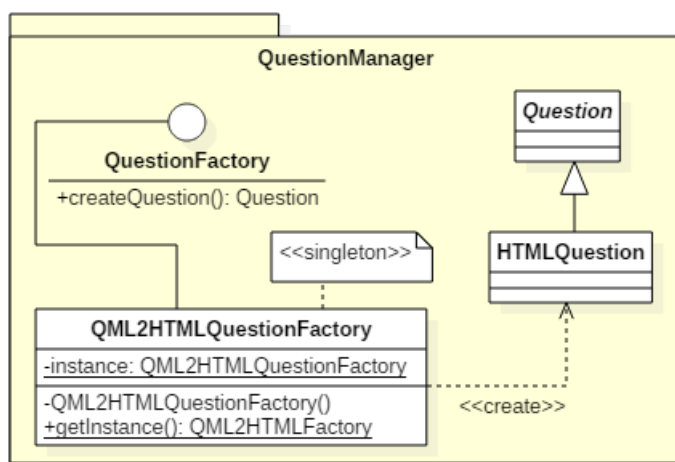 QuestionManager
QuestionFactory
+createQuestion(): Question
Question
<<singleton>>
HTMLQuestion
QML2HTMLQuestionFactory
-instance: QML2HTMLQuestionFactory
-QML2HTMLQuestionFactory()
+getInstance(): QML2HTMLFactory
<<create>>